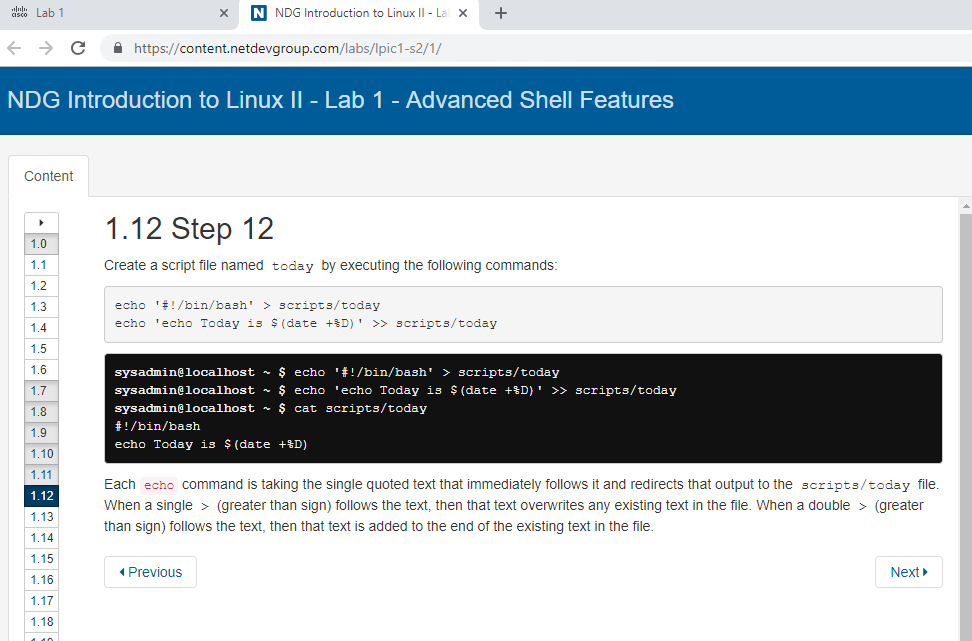 cisco
Lab 1
NDG Introduction to Linux II - La
https://content.netdevgroup.com/labs/lpic1-s2/1/
NDG Introduction to Linux II - Lab 1 - Advanced Shell Features
Content
1.0
1.1
1.2
1.3
1.4
1.5
1.6
1.7
1.8
1.9
1.10
1.11
1.12
1.13
1.14
1.15
1.16
1.17
1.18
1.12 Step 12
Create a script file named today by executing the following commands:
echo '#!/bin/bash' > scripts/today
echo 'echo Today is $(date +%D)' >> scripts/today
sysadmin@localhost ~ $ echo '#!/bin/bash' > scripts/today
sysadmin@localhost ~ $ echo 'echo Today is $(date +%D)' >> scripts/today
sysadmin@localhost ~ $ cat scripts/today
#!/bin/bash
echo Today is $(date +%D)
Each echo command is taking the single quoted text that immediately follows it and redirects that output to the scripts/today file.
When a single > (greater than sign) follows the text, then that text overwrites any existing text in the file. When a double > (greater
than sign) follows the text, then that text is added to the end of the existing text in the file.
Previous
Next